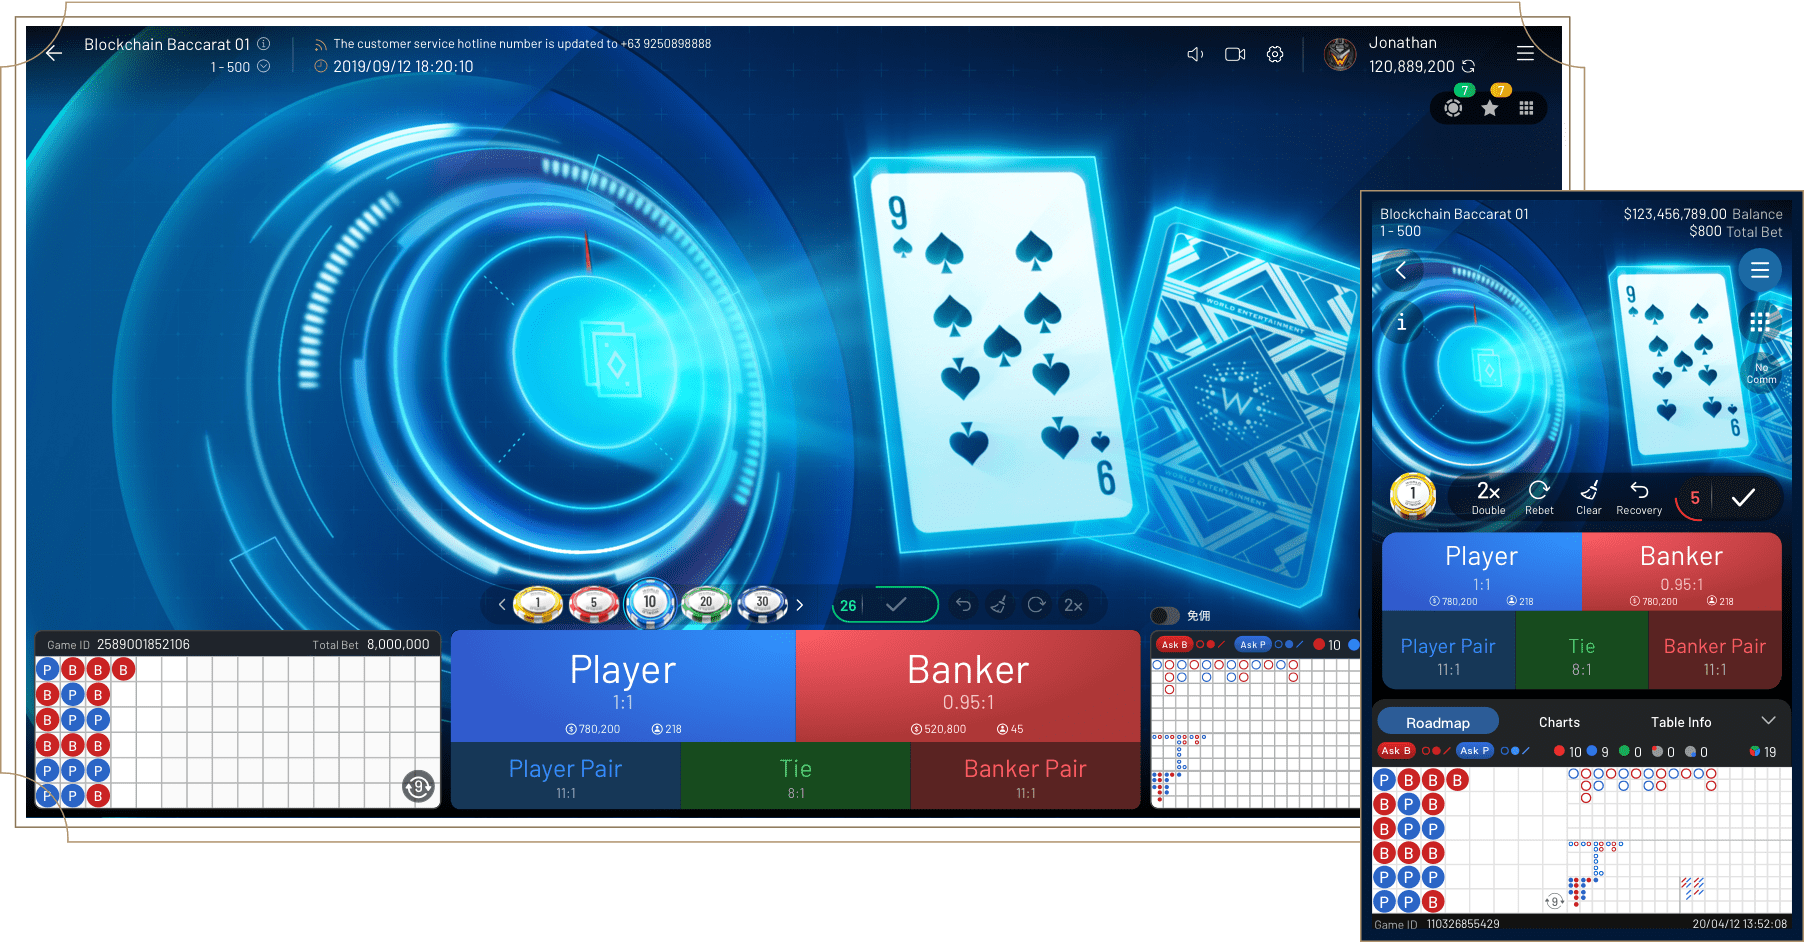 Blockchain Baccarat 01
1 - 500
The customer service hotline number is updated to +63 9250898888
2019/09/12 18:20:10
Jonathan
120,889,200
7
7
9
6
WORLD ENTERTAINMENT
W
WORLD ENTERTAINMENT
1
5
10
20
30
26
2x
免佣
Game ID 2589001852106
Total Bet 8,000,000
P B B B
B P B
B P P
B B B
P P P
P P B
9
Player
1:1
780,200
218
Banker
0.95:1
520,800
45
Player Pair
11:1
Tie
8:1
Banker Pair
11:1
Ask B
Ask P
10
Blockchain Baccarat 01
1 - 500
$123,456,789.00 Balance
$800 Total Bet
i
9
9
No
Comm
1
2x
Double
Rebet
Clear
Recovery
5
Player
1:1
780,200
218
Banker
0.95:1
780,200
218
Player Pair
11:1
Tie
8:1
Banker Pair
11:1
Roadmap
Charts
Table Info
Ask B
Ask P
10 9 0 0 0 19
P B B B
B P B
B P P
B B B
P P P
P P B
9
Game ID 110326855429
20/04/12 13:52:08